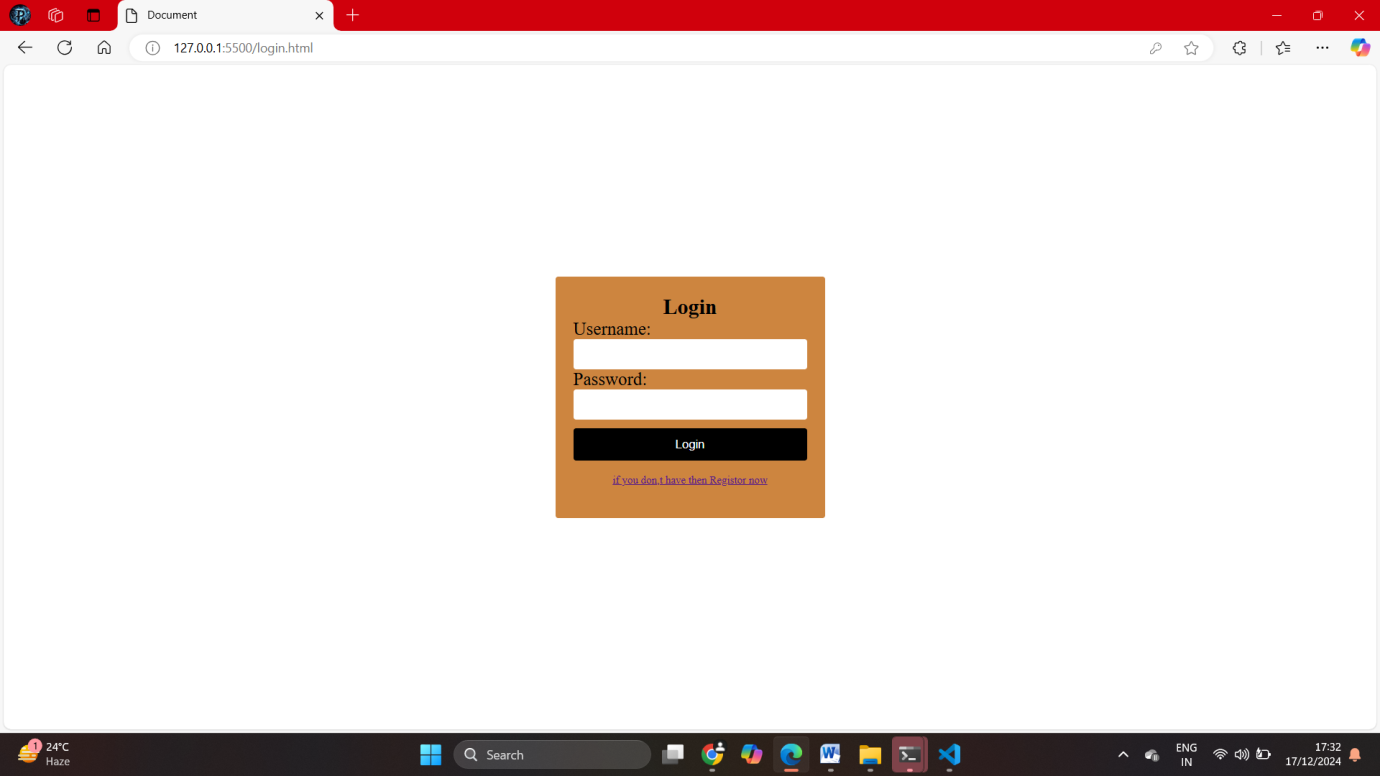 Document
127.0.0.1:5500/login.html
Login
Username:
Password:
Login
if you don,t have then Registor now
1
24°C
Haze
Search
ENG
IN
17:32
17/12/2024